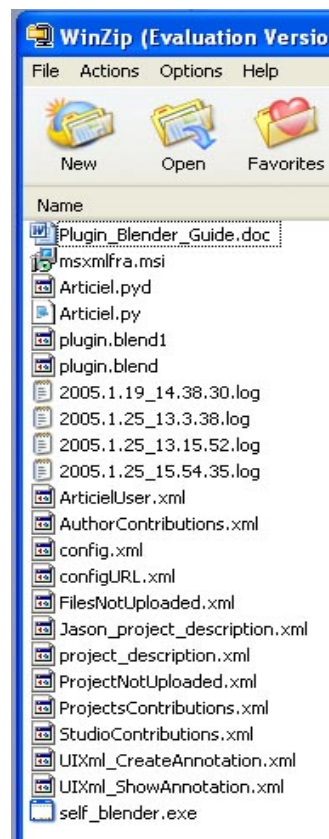 WinZip (Evaluation Versio
File Actions Options Help
New Open Favorites
Name
Plugin_Blender_Guide.doc
msxmlfra.msi
Articiel.pyd
Articiel.py
plugin.blend1
plugin.blend
2005.1.19_14.38.30.log
2005.1.25_13.3.38.log
2005.1.25_13.15.52.log
2005.1.25_15.54.35.log
ArticielUser.xml
AuthorContributions.xml
config.xml
configURL.xml
FilesNotUploaded.xml
Jason_project_description.xml
project_description.xml
ProjectNotUploaded.xml
ProjectsContributions.xml
StudioContributions.xml
UIXml_CreateAnnotation.xml
UIXml_ShowAnnotation.xml
self_blender.exe